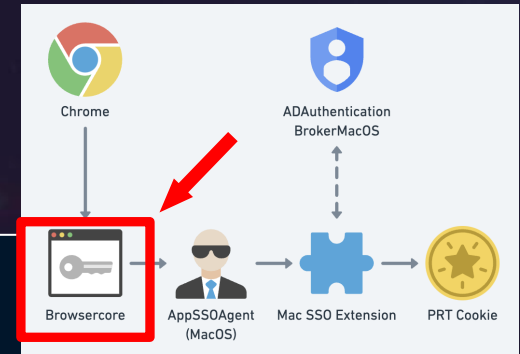 Chrome
ADAuthentication
BrokerMacOS
Browsercore
AppSSOAgent
(MacOS)
Mac SSO Extension
PRT Cookie